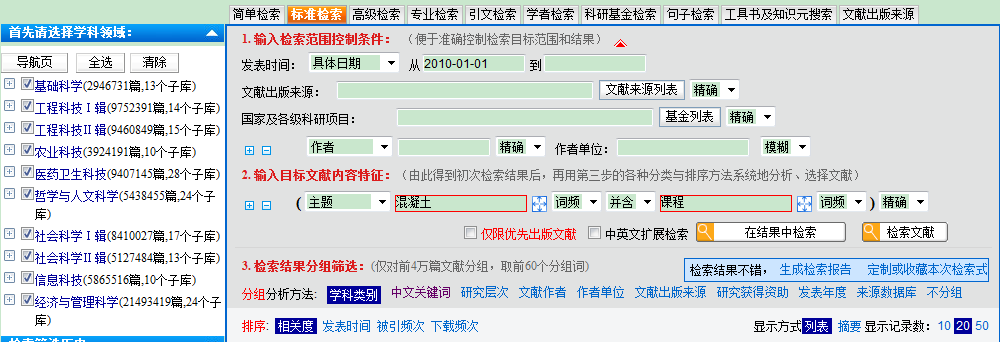 简单检索 标准检索 高级检索 专业检索 引文检索 学者检索 科研基金检索 句子检索 工具书及知识元搜索 文献出版来源
首先请选择学科领域：
导航页 全选 清除
基础科学(2946731篇,13个子库)
工程科技Ⅰ辑(9752391篇,14个子库)
工程科技II辑(9460849篇,15个子库)
农业科技(3924191篇,10个子库)
医药卫生科技(9407145篇,28个子库)
哲学与人文科学(5438455篇,24个子库)
社会科学Ⅰ辑(8410027篇,17个子库)
社会科学II辑(5127484篇,13个子库)
信息科技(5865516篇,10个子库)
经济与管理科学(21493419篇,24个子库)
1. 输入检索范围控制条件：（便于准确控制检索目标范围和结果）
发表时间： 具体日期 从 2010-01-01 到
文献出版来源： 文献来源列表 精确
国家及各级科研项目： 基金列表 精确
作者 精确 作者单位： 模糊
2. 输入目标文献内容特征：（由此得到初次检索结果后，再用第三步的各种分类与排序方法系统地分析、选择文献）
( 主题 混凝土 词频 并含 课程 词频 ) 精确
仅限优先出版文献 中英文扩展检索 在结果中检索 检索文献
3. 检索结果分组筛选：(仅对前4万篇文献分组，取前60个分组词)
检索结果不错， 生成检索报告 定制或收藏本次检索式
分组分析方法： 学科类别 中文关键词 研究层次 文献作者 作者单位 文献出版来源 研究获得资助 发表年度 来源数据库 不分组
排序: 相关度 发表时间 被引频次 下载频次 显示方式 列表 摘要 显示记录数： 10 20 50